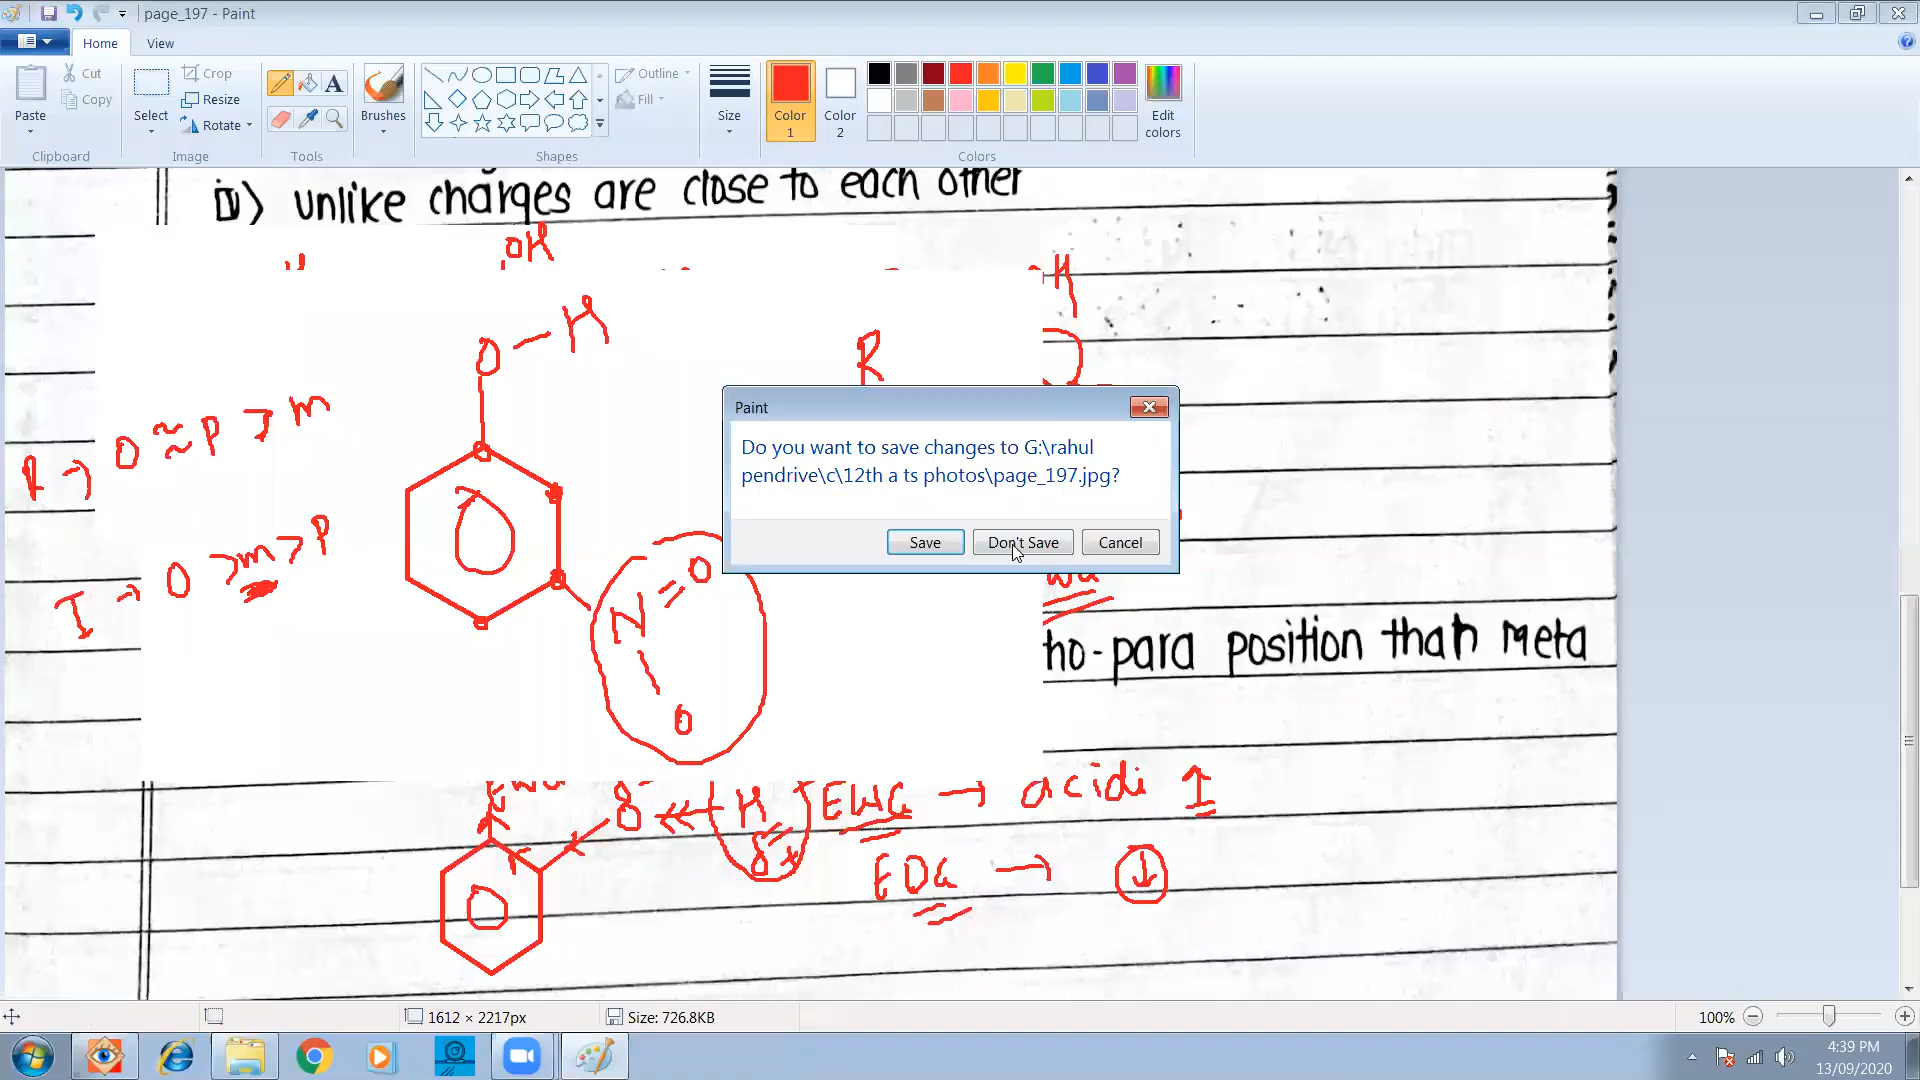 page_197 - Paint
Home
View
Paste
Cut
Copy
Clipboard
Select
Crop
Resize
Rotate
Image
A
Tools
Brushes
Outline
Fill
Shapes
Size
Color 1
Color 2
Edit colors
Colors
iv) unlike charges are close to each other
OH
H
O - H
R
R → O ≈ P > m
I → O > m > P
N
O
O
Paint
Do you want to save changes to G:\rahul
pendrive\c\12th a ts photos\page_197.jpg?
Save
Don't Save
Cancel
ho-para position than meta
H
δ+
EWG → acidi ↑
EDG → ↓
1612 × 2217px
Size: 726.8KB
100%
4:39 PM
13/09/2020